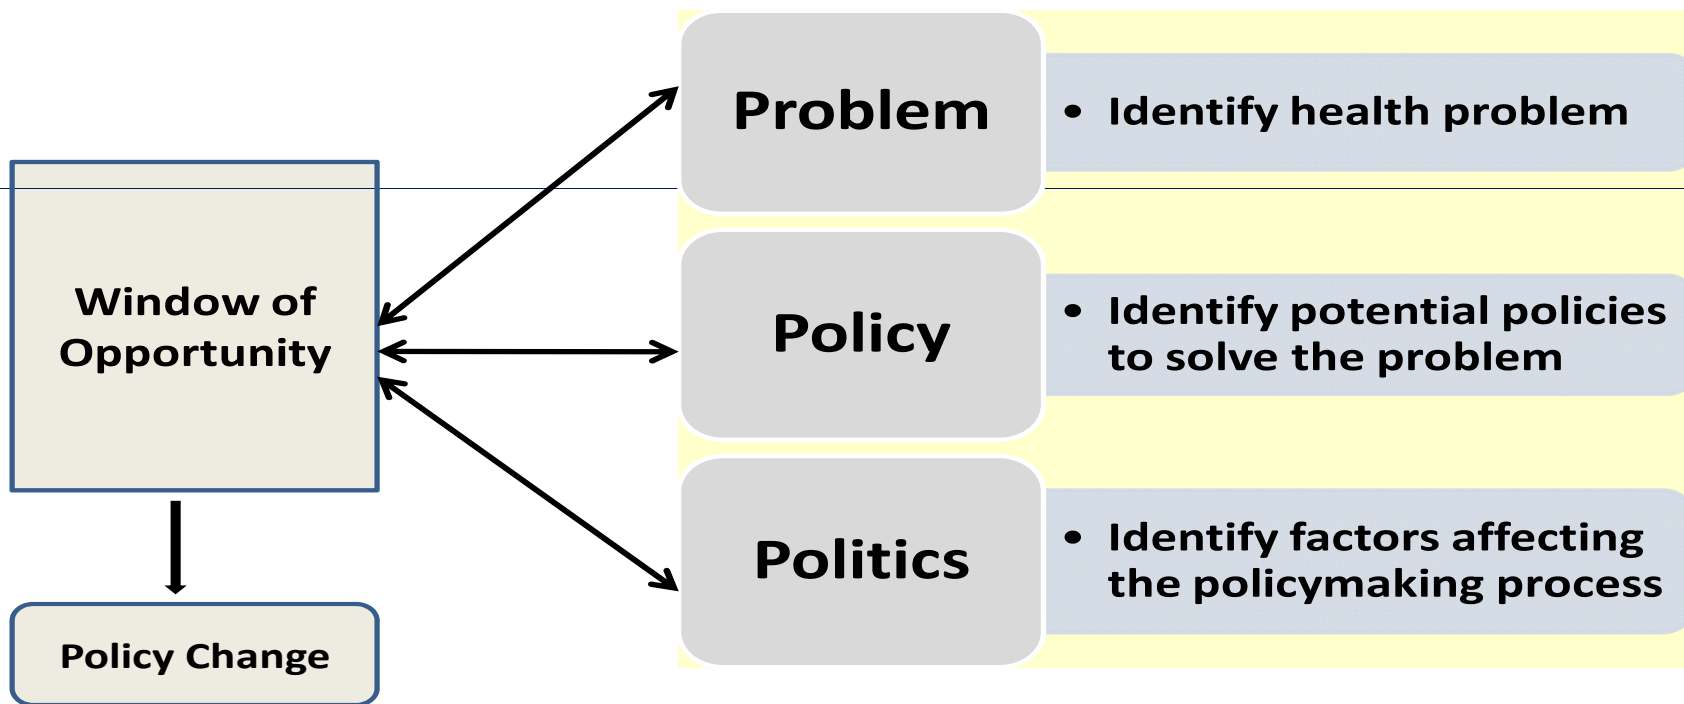 Problem
• Identify health problem
Window of
Opportunity
Policy
• Identify potential policies
to solve the problem
Politics
• Identify factors affecting
the policymaking process
Policy Change